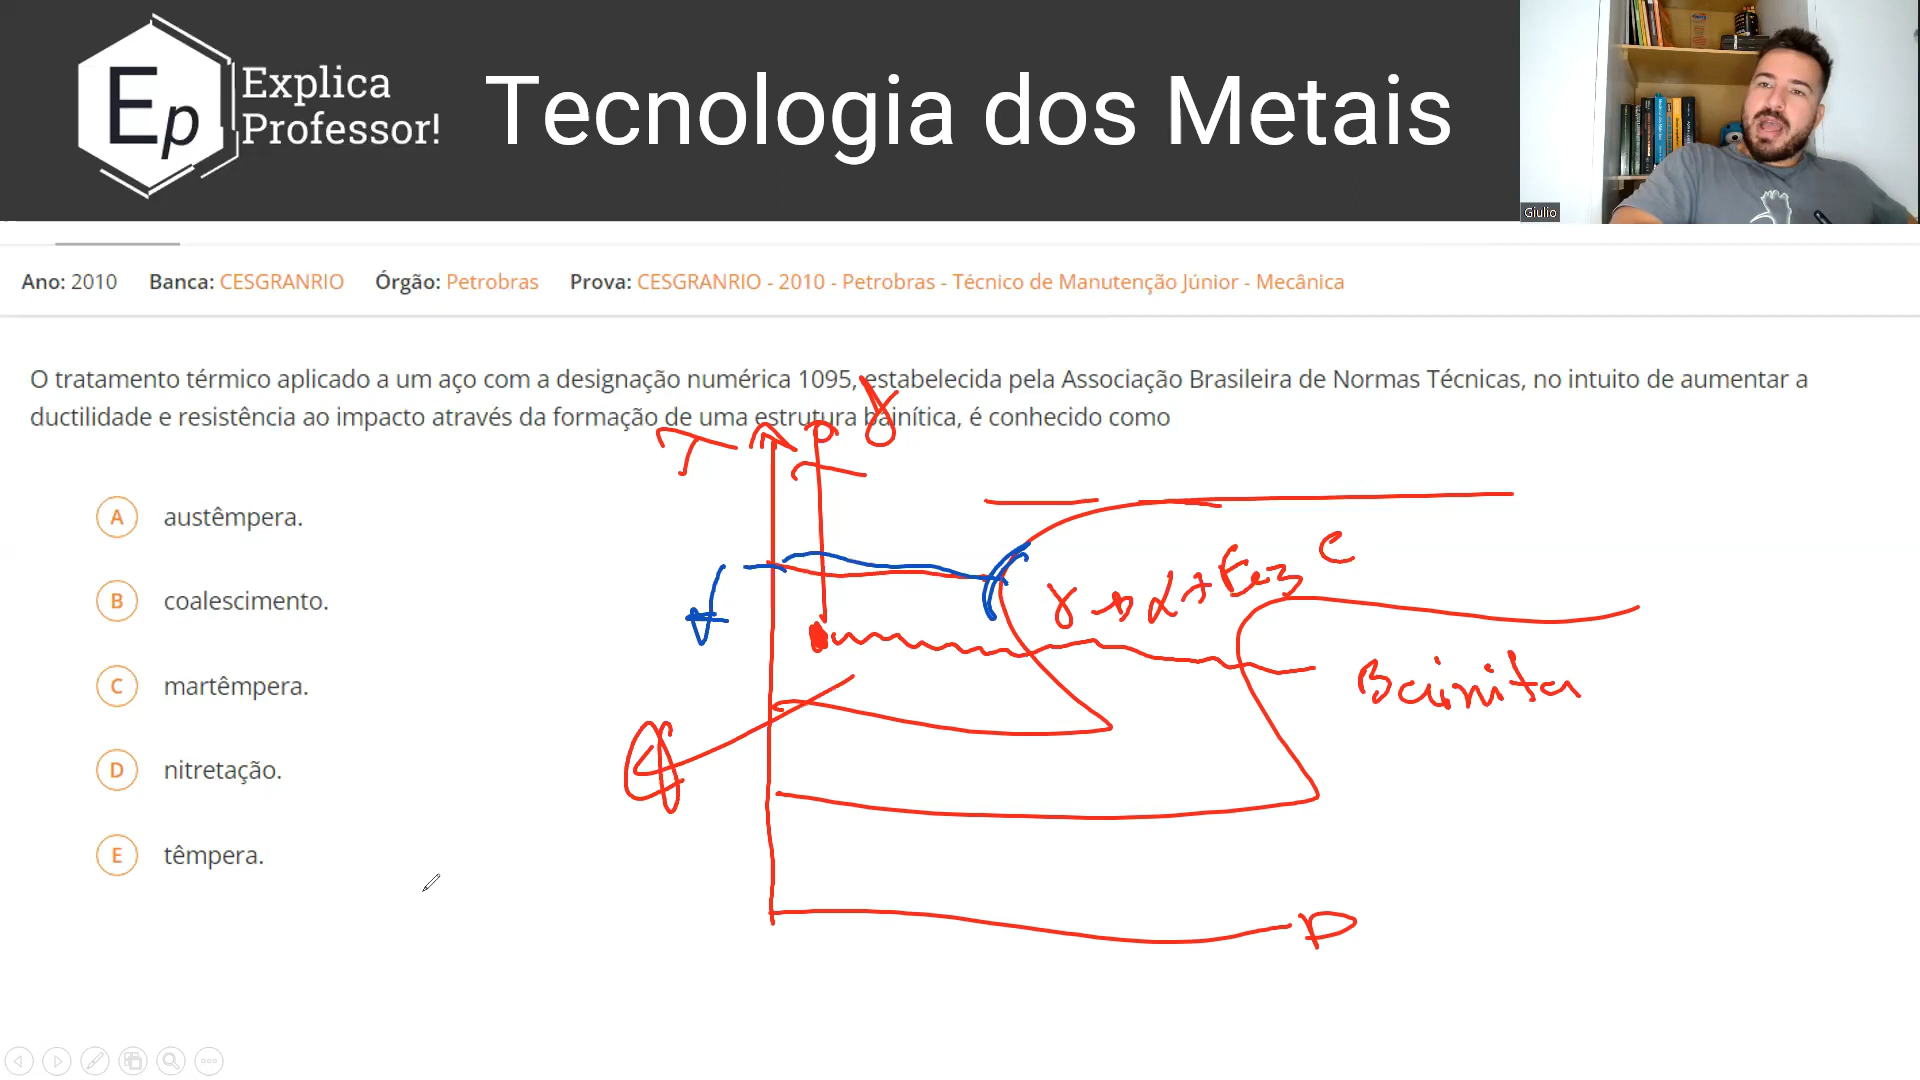 Ep
Explica
Professor!
Tecnologia dos Metais
Giulio
Ano: 2010 Banca: CESGRANRIO Órgão: Petrobras Prova: CESGRANRIO - 2010 - Petrobras - Técnico de Manutenção Júnior - Mecânica
O tratamento térmico aplicado a um aço com a designação numérica 1095, estabelecida pela Associação Brasileira de Normas Técnicas, no intuito de aumentar a
ductilidade e resistência ao impacto através da formação de uma estrutura bainítica, é conhecido como
T
γ
A austêmpera.
B coalescimento.
γ → α + Fe3C
Bainita
C martêmpera.
D nitretação.
E têmpera.